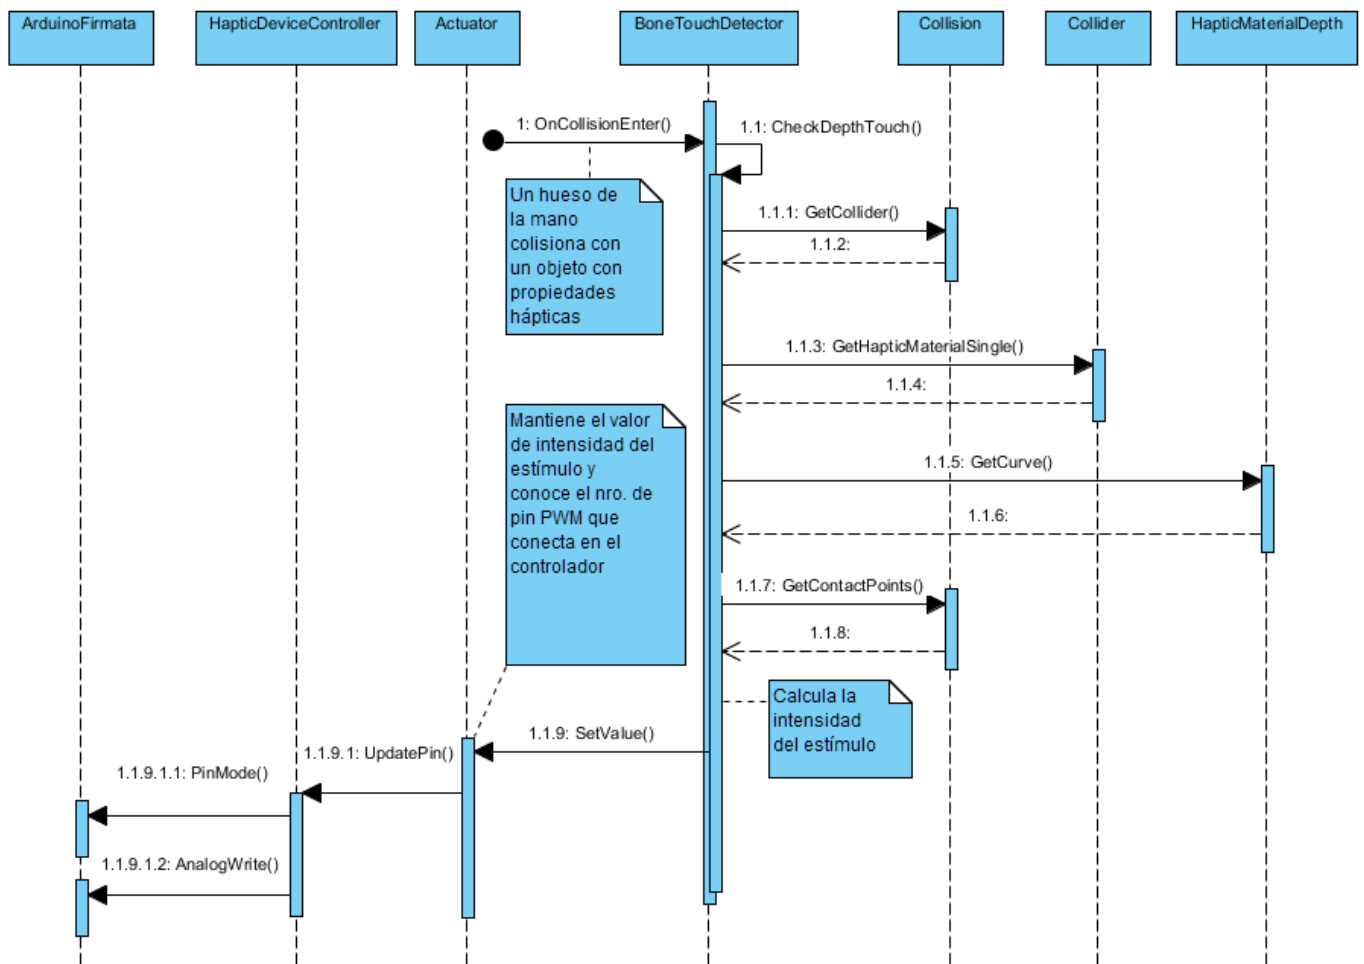 ArduinoFirmata
HapticDeviceController
Actuator
BoneTouchDetector
Collision
Collider
HapticMaterialDepth
1: OnCollisionEnter()
1.1: CheckDepthTouch()
Un hueso de
la mano
colisiona con
un objeto con
propiedades
hápticas
1.1.1: GetCollider()
1.1.2:
1.1.3: GetHapticMaterialSingle()
1.1.4:
Mantiene el valor
de intensidad del
estímulo y
conoce el nro. de
pin PWM que
conecta en el
controlador
1.1.5: GetCurve()
1.1.6:
1.1.7: GetContactPoints()
1.1.8:
Calcula la
intensidad
del estímulo
1.1.9: SetValue()
1.1.9.1: UpdatePin()
1.1.9.1.1: PinMode()
1.1.9.1.2: AnalogWrite()